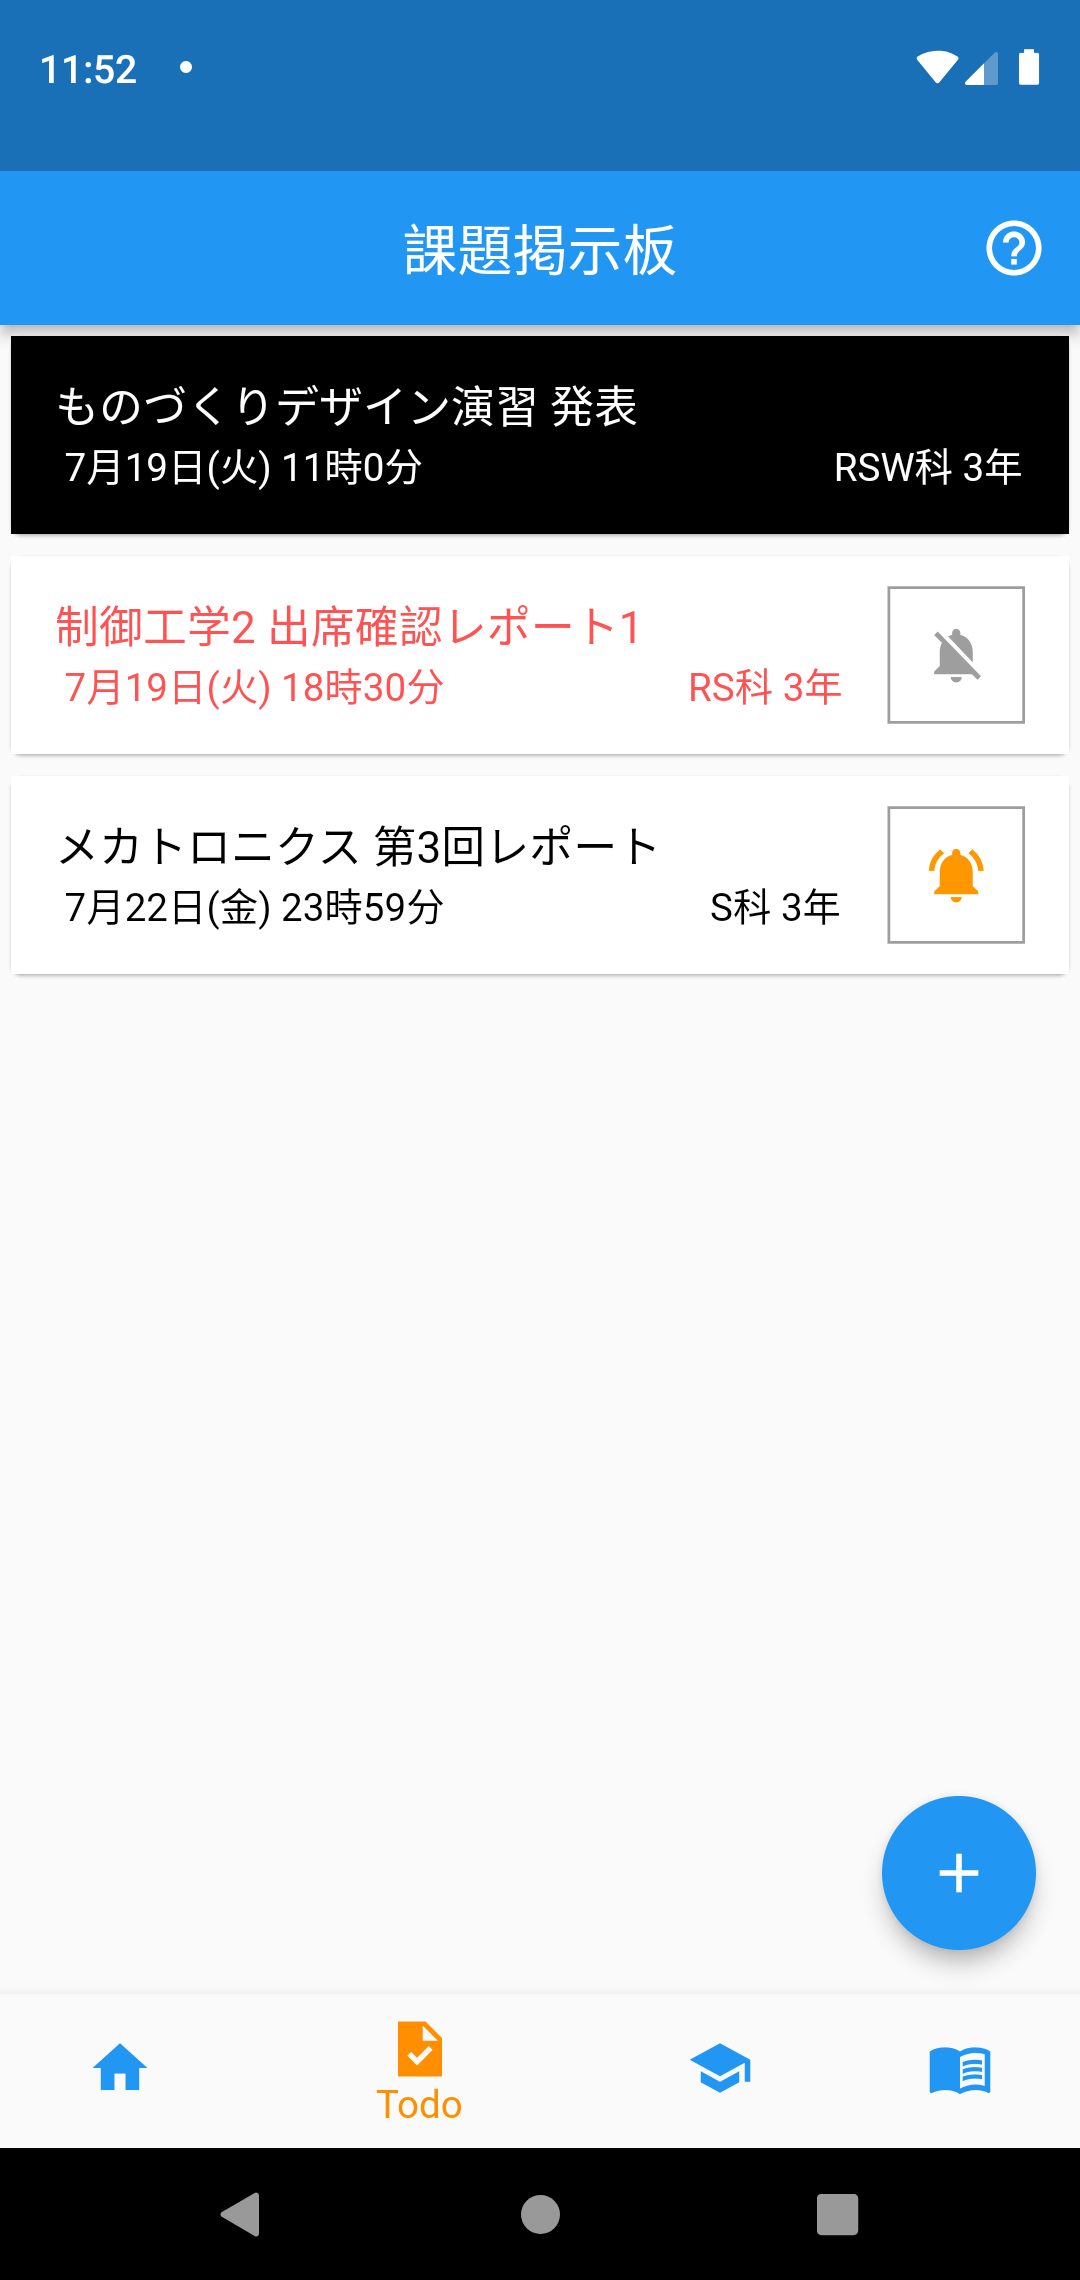 11:52
課題掲示板
ものづくりデザイン演習 発表
7月19日(火) 11時0分 RSW科 3年
制御工学2 出席確認レポート1
7月19日(火) 18時30分 RS科 3年
メカトロニクス 第3回レポート
7月22日(金) 23時59分 S科 3年
Todo